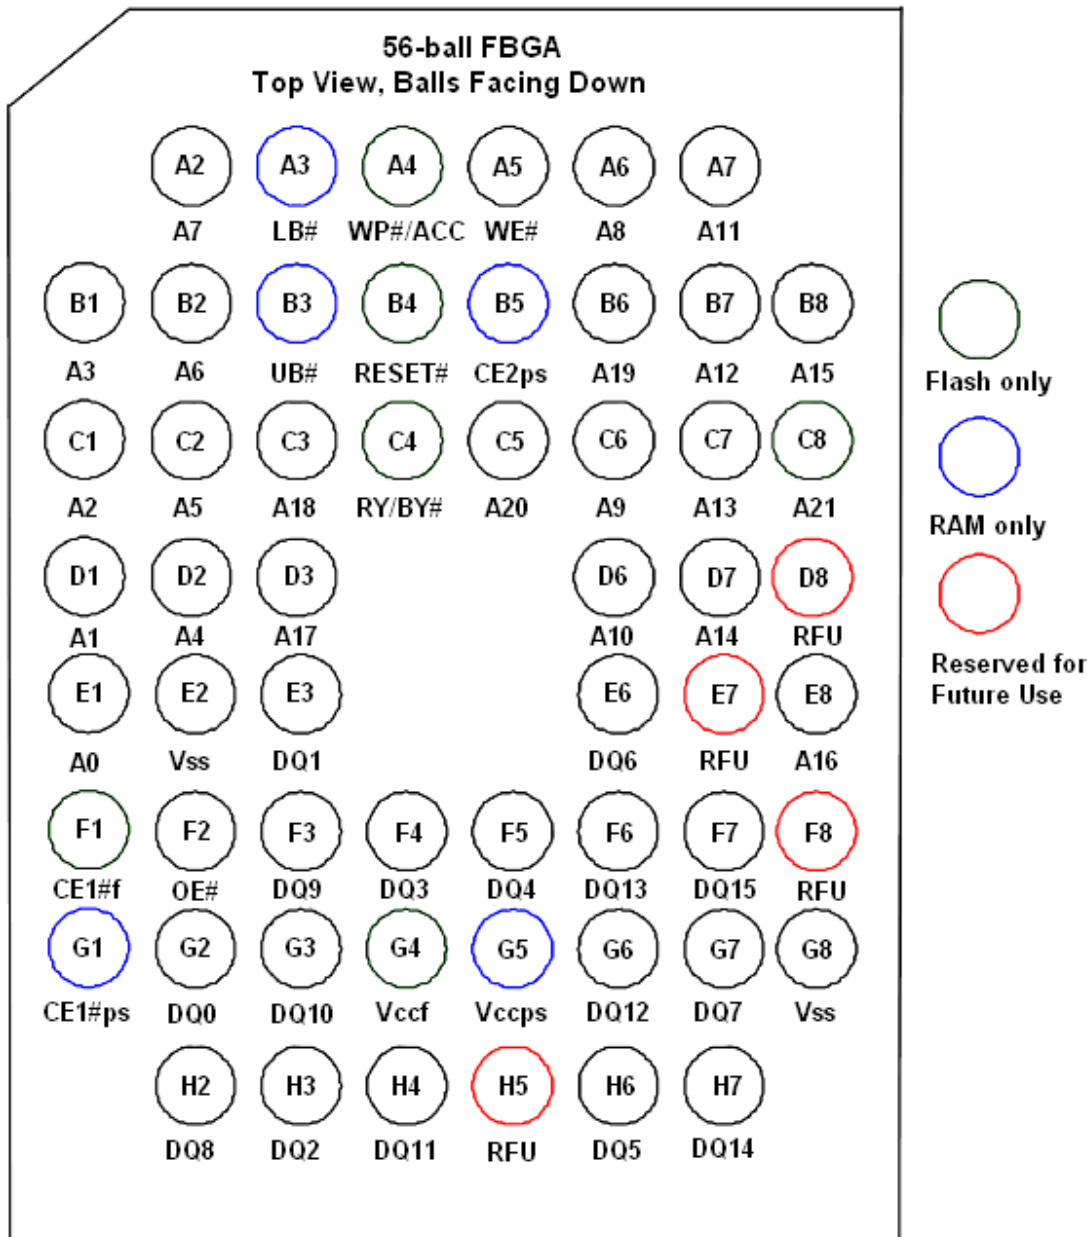 56-ball FBGA
Top View, Balls Facing Down
A2 A3 A4 A5 A6 A7
A7 LB# WP#/ACC WE# A8 A11
B1 B2 B3 B4 B5 B6 B7 B8
A3 A6 UB# RESET# CE2ps A19 A12 A15
C1 C2 C3 C4 C5 C6 C7 C8
A2 A5 A18 RY/BY# A20 A9 A13 A21
D1 D2 D3 D6 D7 D8
A1 A4 A17 A10 A14 RFU
E1 E2 E3 E6 E7 E8
A0 Vss DQ1 DQ6 RFU A16
F1 F2 F3 F4 F5 F6 F7 F8
CE1#f OE# DQ9 DQ3 DQ4 DQ13 DQ15 RFU
G1 G2 G3 G4 G5 G6 G7 G8
CE1#ps DQ0 DQ10 Vccf Vccps DQ12 DQ7 Vss
H2 H3 H4 H5 H6 H7
DQ8 DQ2 DQ11 RFU DQ5 DQ14
Flash only
RAM only
Reserved for
Future Use